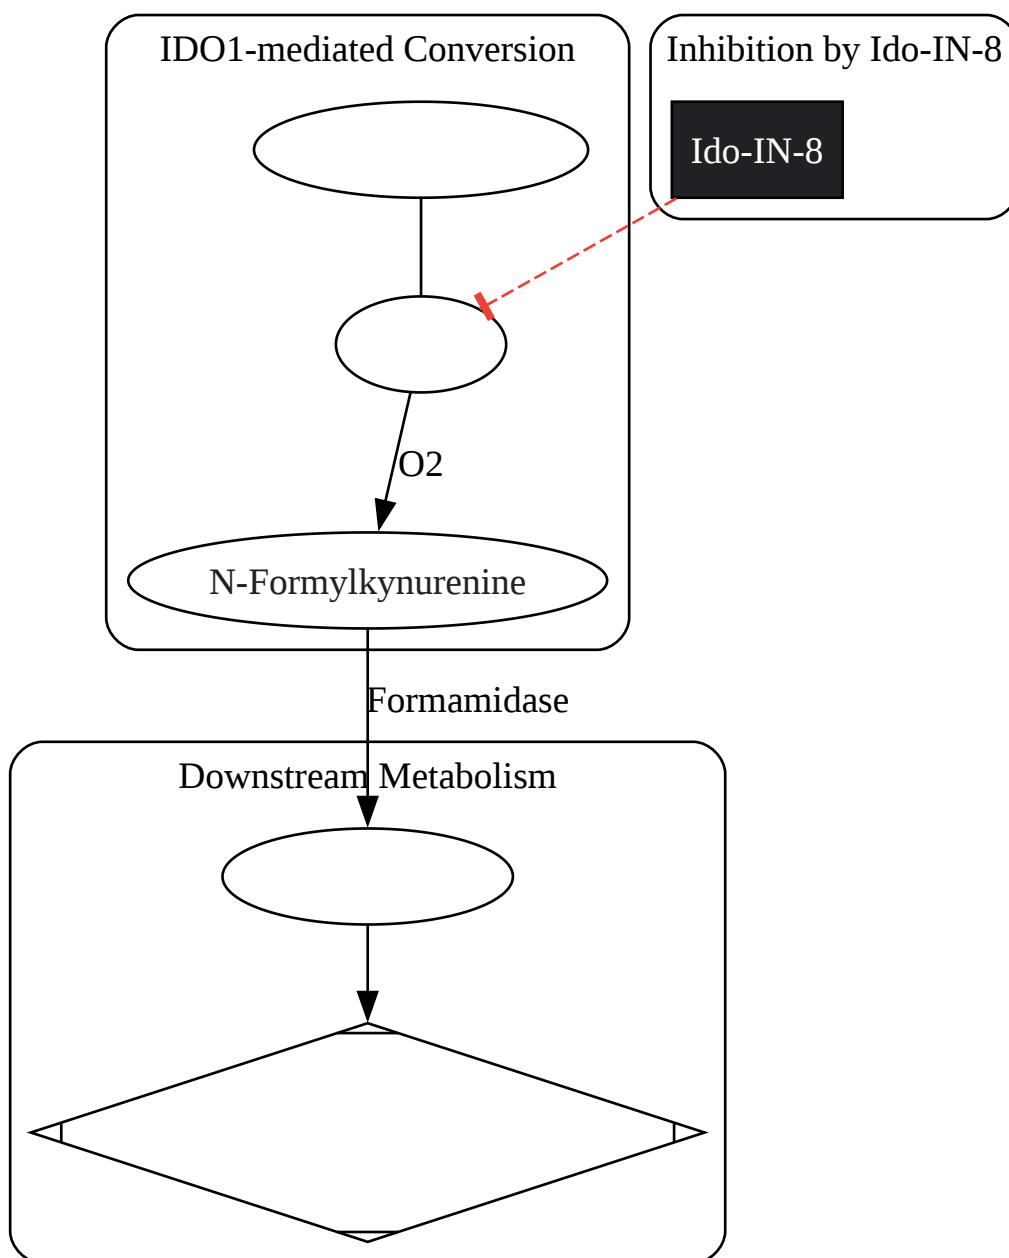 IDO1-mediated Conversion
Inhibition by Ido-IN-8
Ido-IN-8
O2
N-Formylkynurenine
Formamidase
Downstream Metabolism